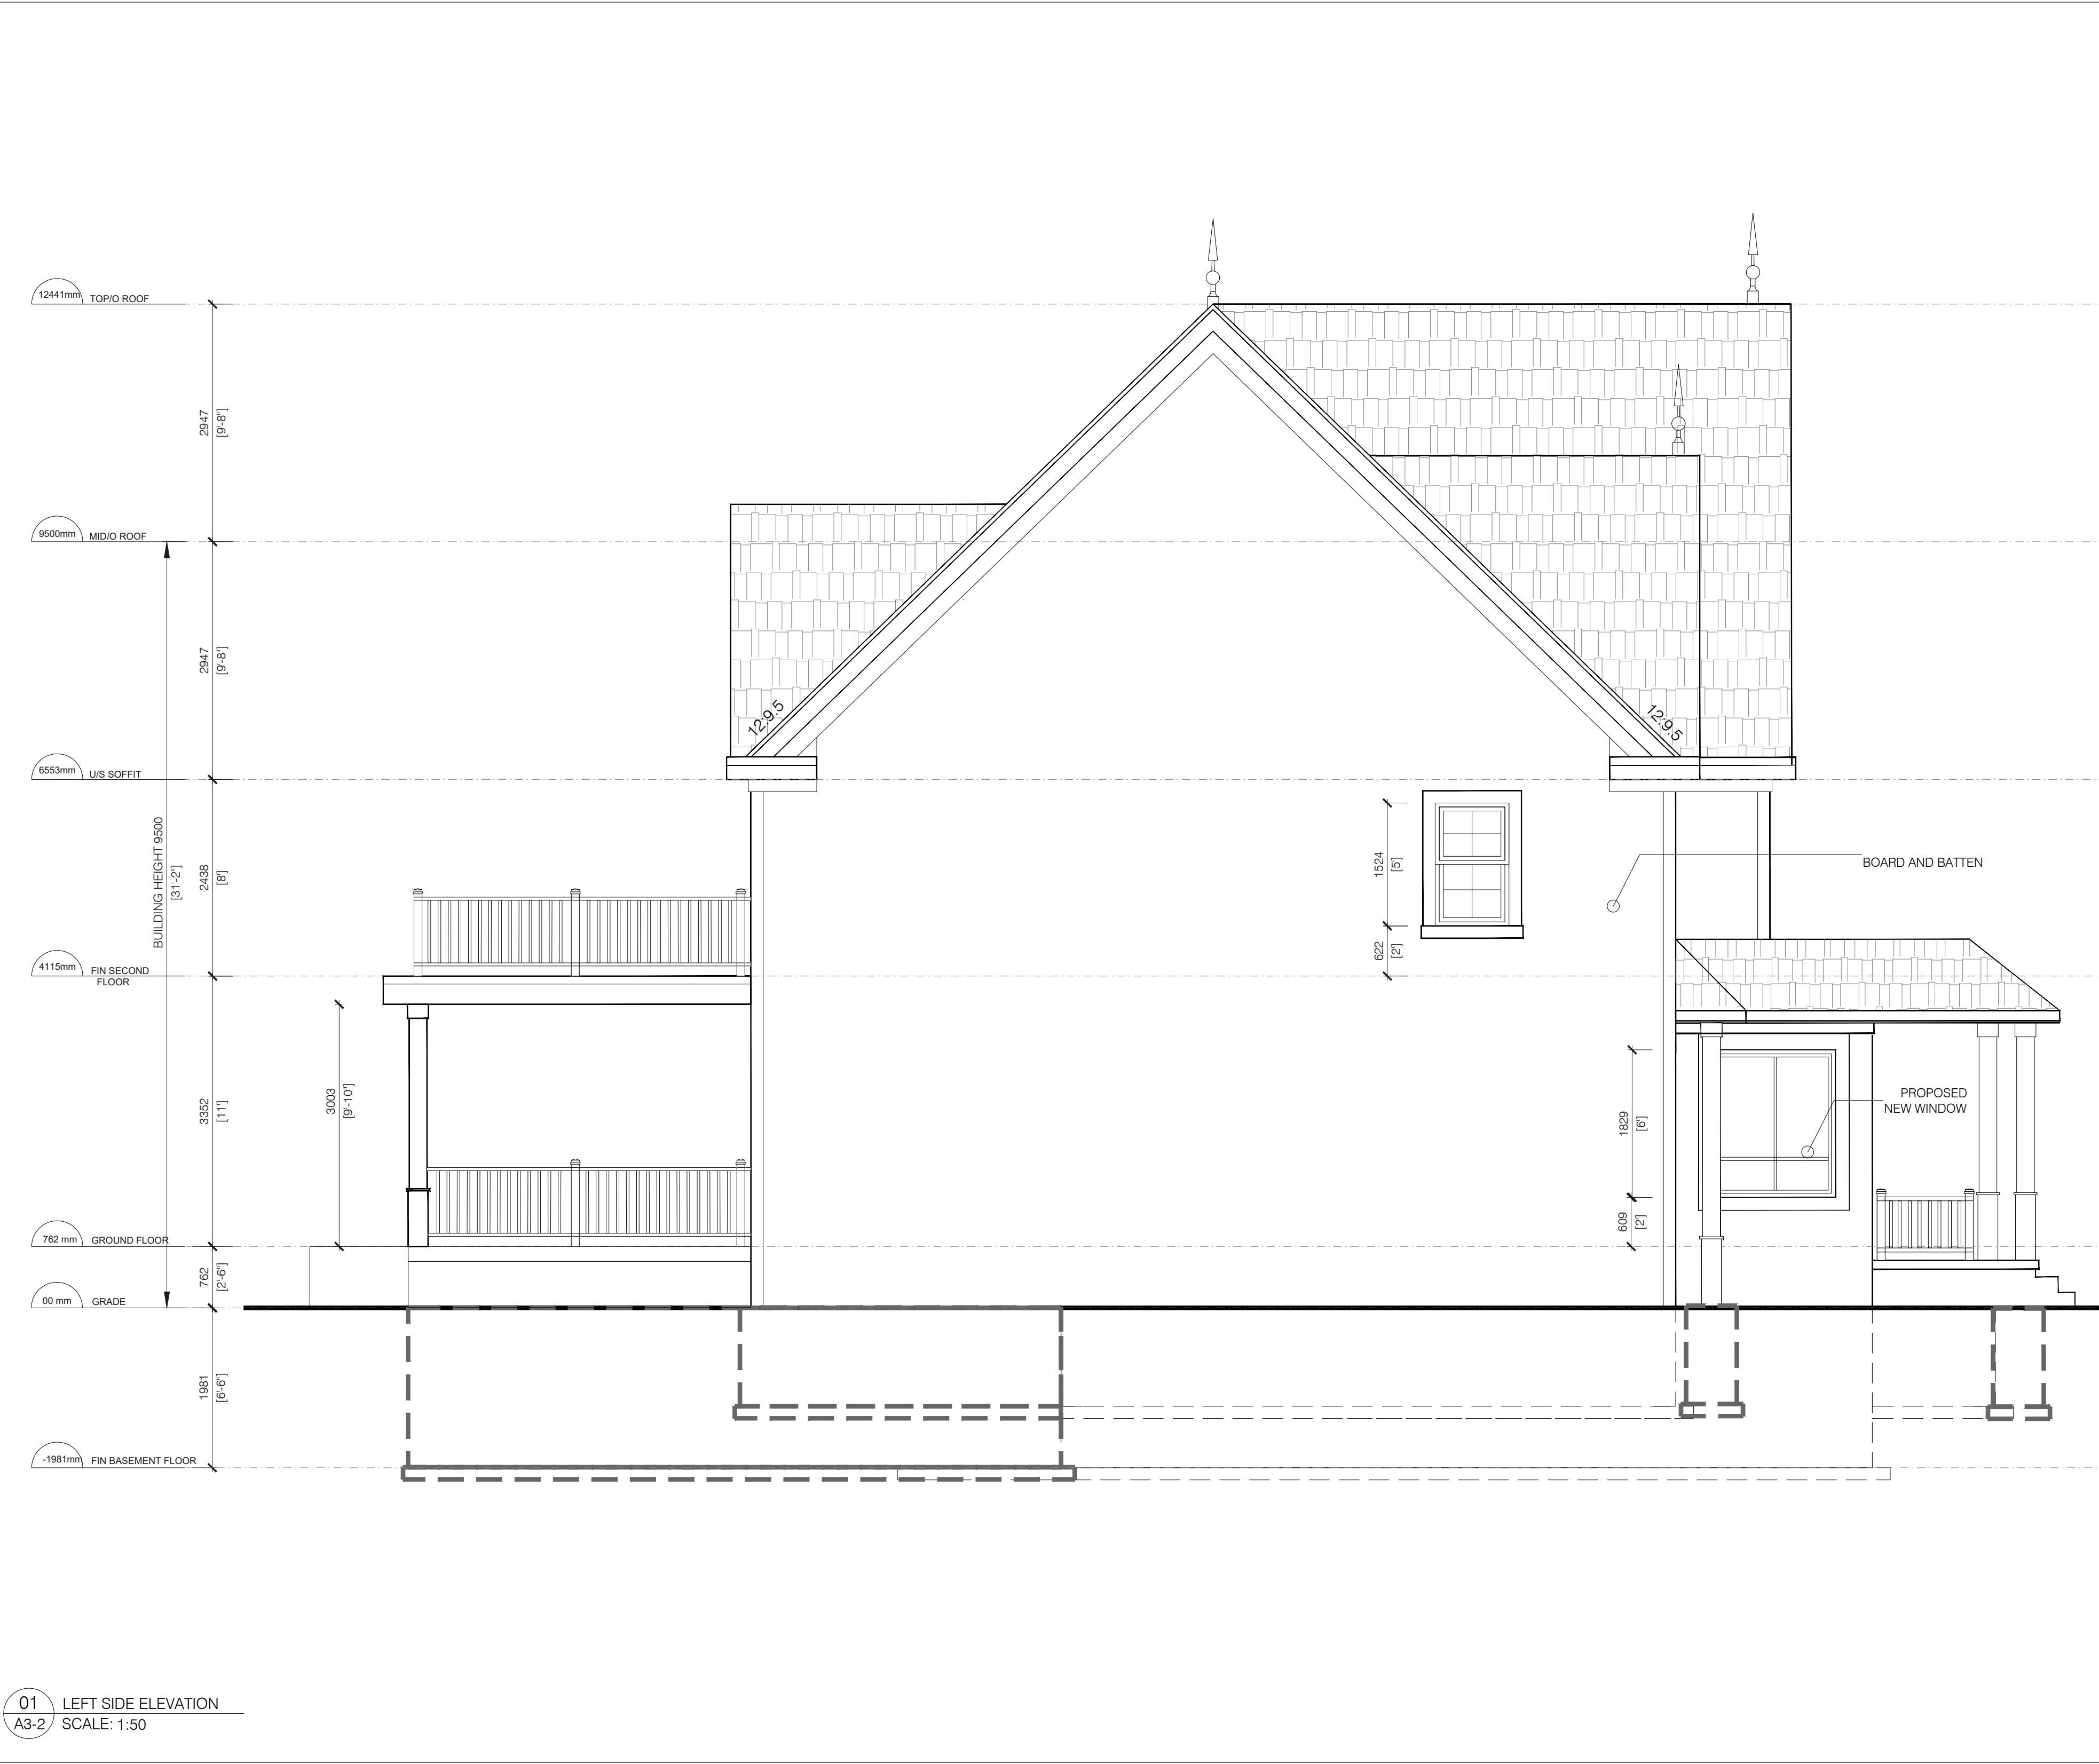 12441mm TOP/O ROOF
2947
[9'-8"]
9500mm MID/O ROOF
2947
[9'-8"]
12:9.5
12:9.5
6553mm U/S SOFFIT
BUILDING HEIGHT 9500
[31'-2"]
2438
[8']
1524
[5']
622
[2']
BOARD AND BATTEN
4115mm FIN SECOND
FLOOR
3352
[11']
3003
[9'-10"]
1829
[6']
609
[2']
PROPOSED
NEW WINDOW
762 mm GROUND FLOOR
762
[2'-6"]
00 mm GRADE
1981
[6'-6"]
-1981mm FIN BASEMENT FLOOR
01 LEFT SIDE ELEVATION
A3-2 SCALE: 1:50